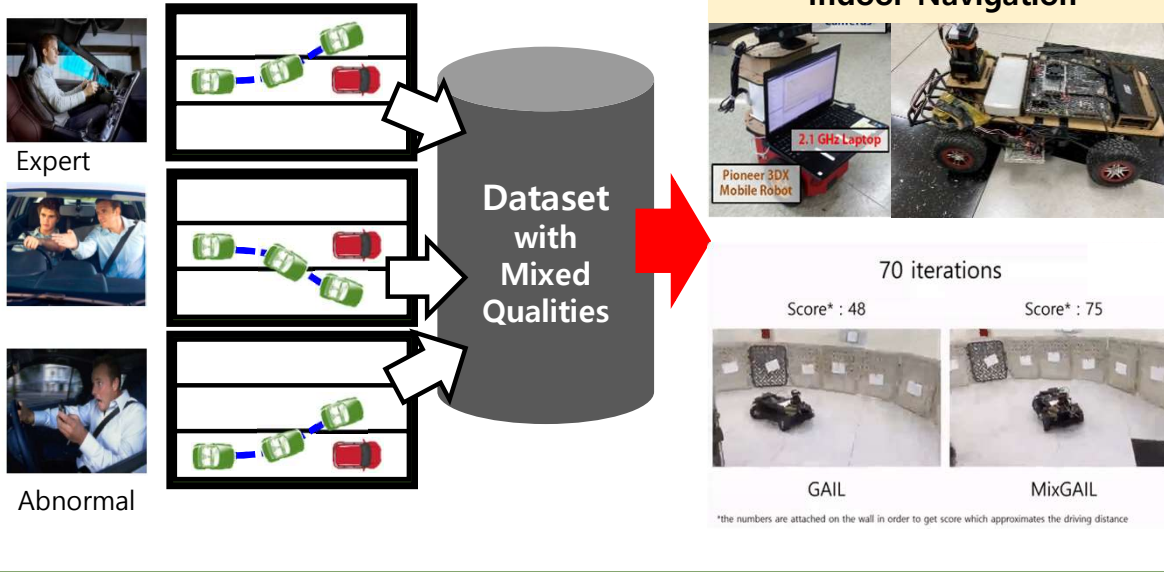 Indoor Navigation
Cameras
2.1 GHz Laptop
Pioneer 3DX
Mobile Robot
Expert
Dataset
with
Mixed
Qualities
70 iterations
Score* : 48
Score* : 75
GAIL
MixGAIL
*the numbers are attached on the wall in order to get score which approximates the driving distance
Abnormal